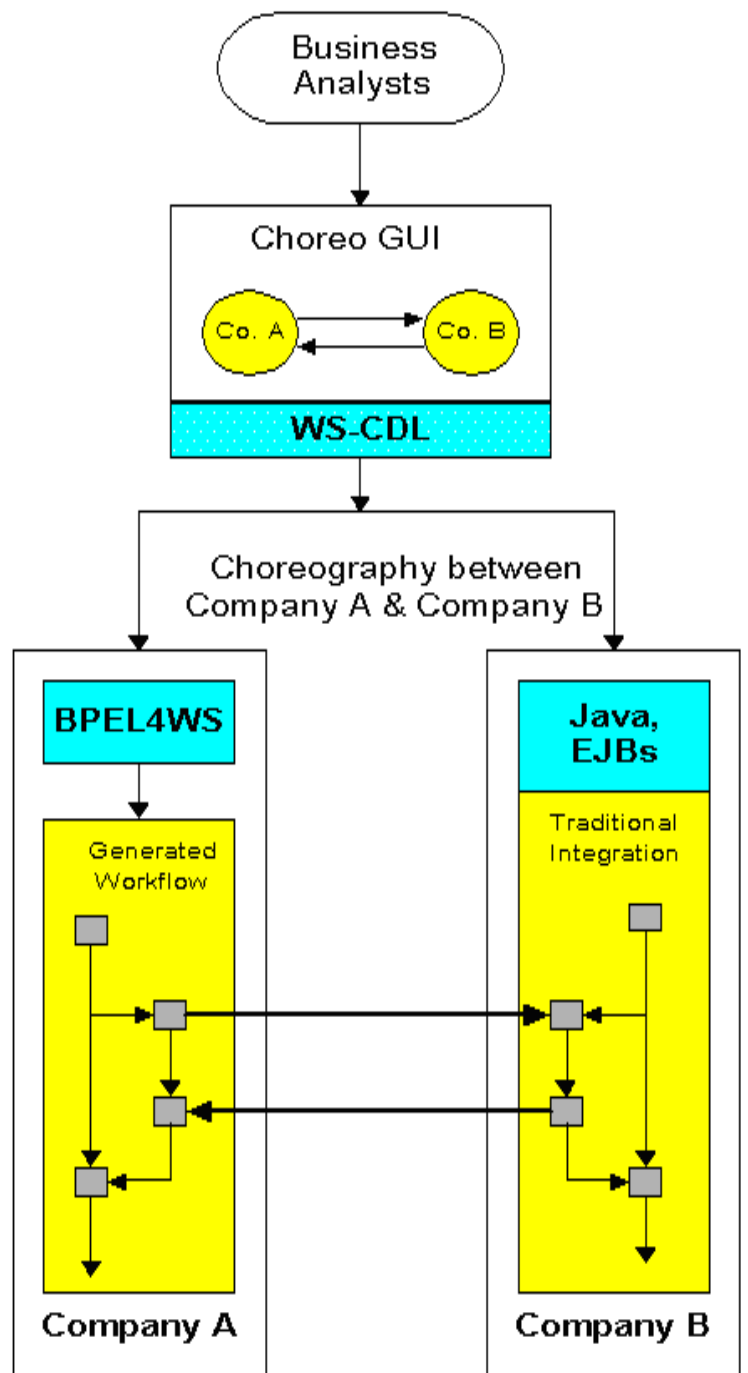 Business
Analysts
Choreo GUI
Co. A
Co. B
WS-CDL
Choreography between
Company A & Company B
BPEL4WS
Generated
Workflow
Company A
Java,
EJBs
Traditional
Integration
Company B